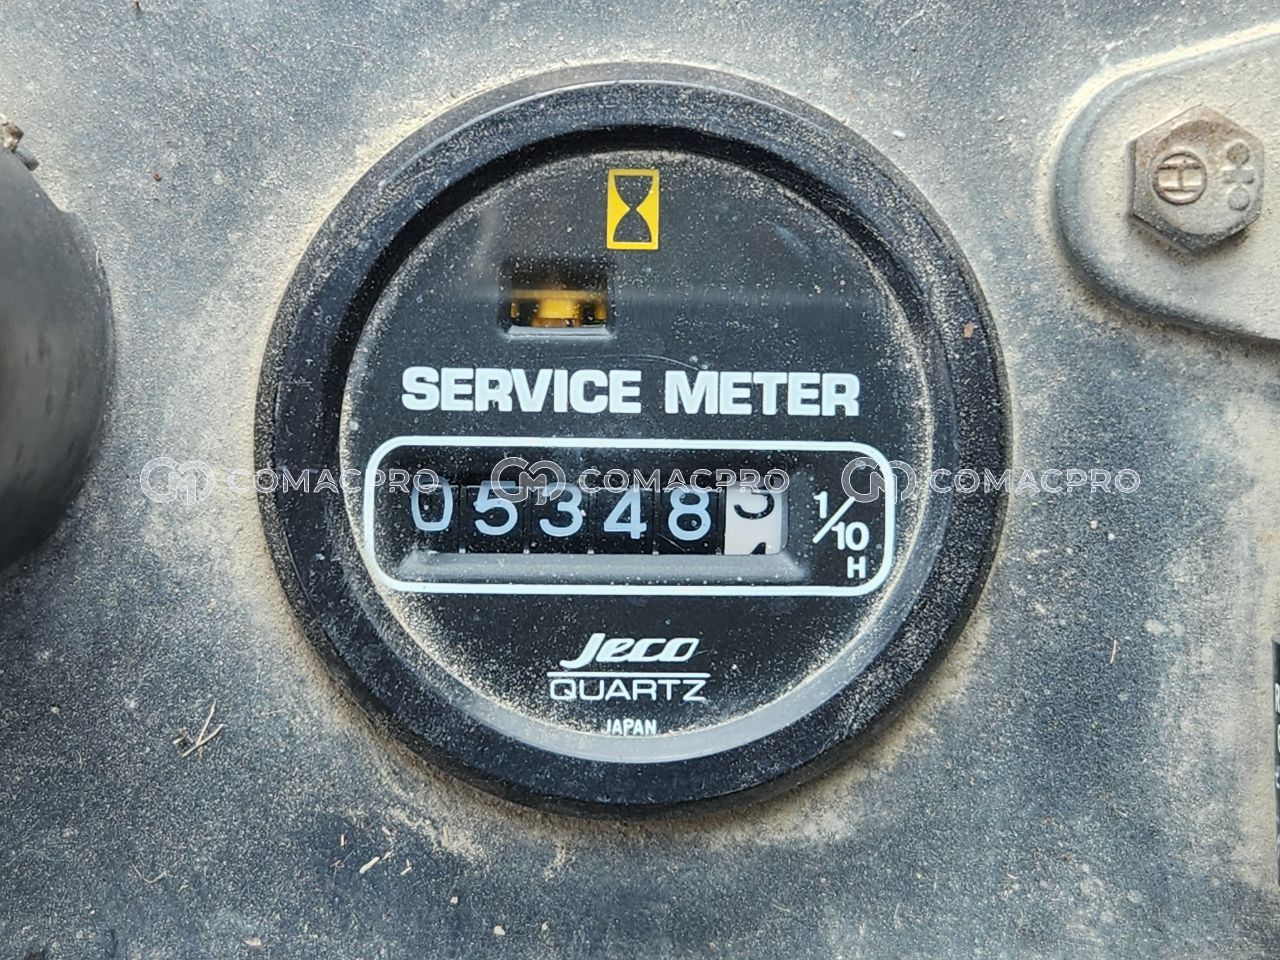 SERVICE METER
05348 1/10
H
Jeco
QUARTZ
JAPAN
H
COMACPRO COMACPRO COMACPRO